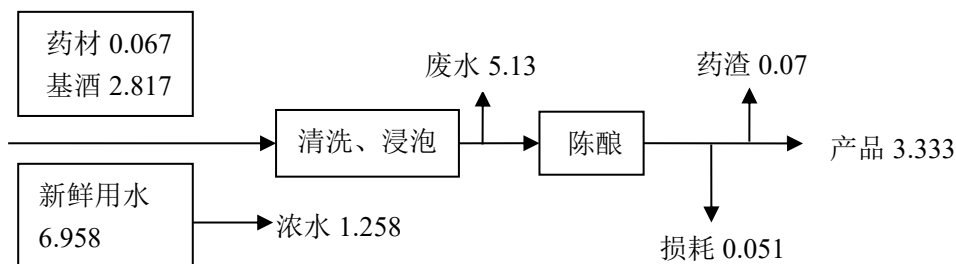 药材 0.067
基酒 2.817
废水 5.13
药渣 0.07
清洗、浸泡
陈酿
产品 3.333
新鲜用水
6.958
浓水 1.258
损耗 0.051